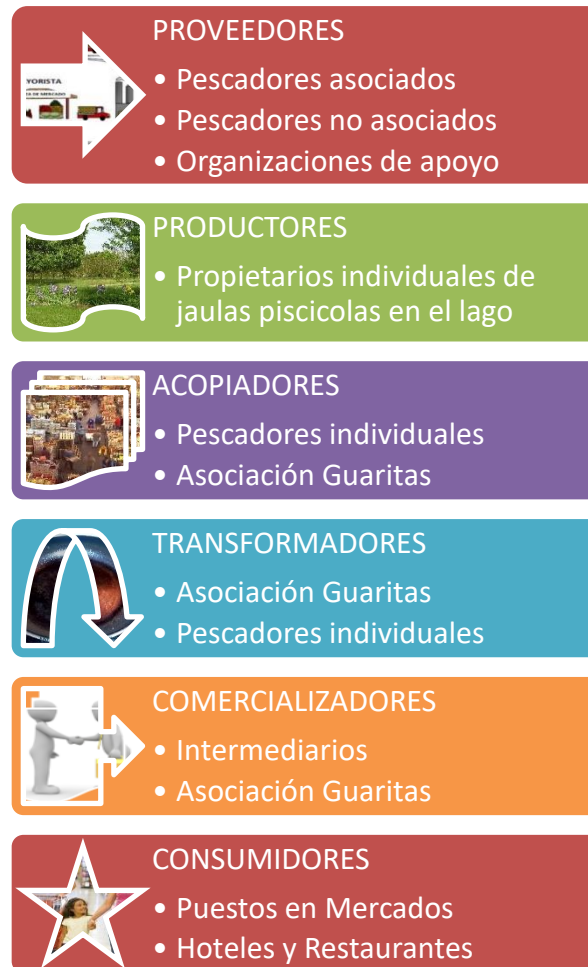 PROVEEDORES
YORISTA
• Pescadores asociados
• Pescadores no asociados
• Organizaciones de apoyo
PRODUCTORES
• Propietarios individuales de
jaulas piscicolas en el lago
ACOPIADORES
• Pescadores individuales
• Asociación Guaritas
TRANSFORMADORES
• Asociación Guaritas
• Pescadores individuales
COMERCIALIZADORES
• Intermediarios
• Asociación Guaritas
CONSUMIDORES
• Puestos en Mercados
• Hoteles y Restaurantes